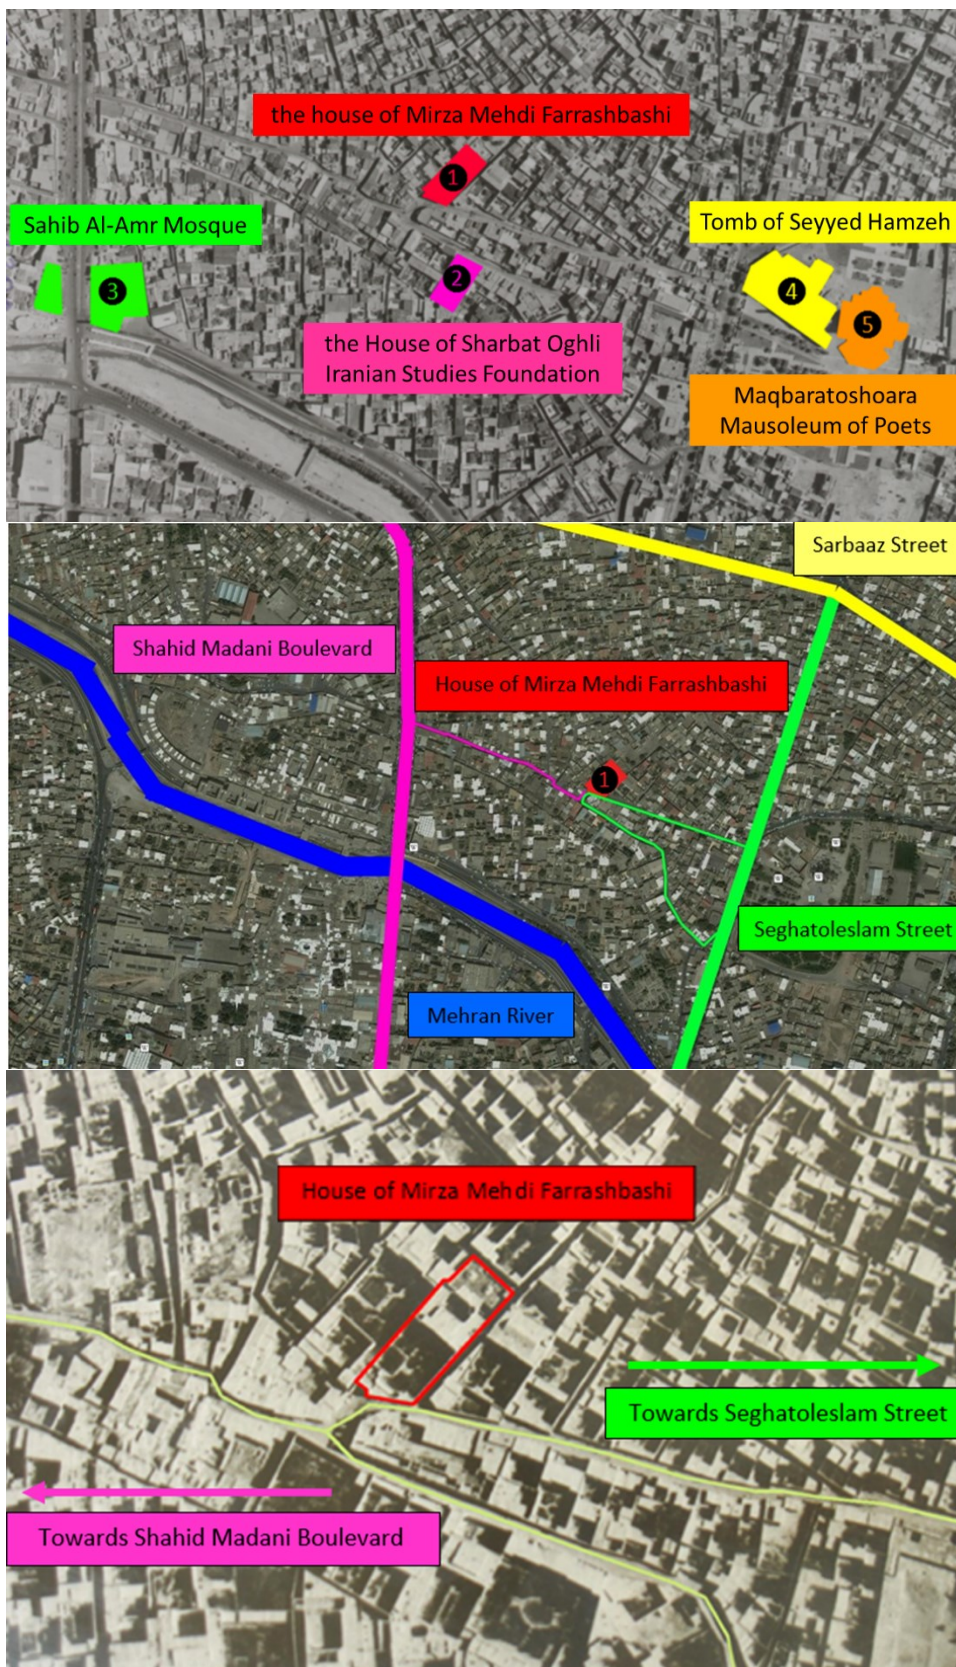 the house of Mirza Mehdi Farrashbashi
1
Sahib Al-Amr Mosque
Tomb of Seyyed Hamzeh
2
3
4
5
the House of Sharbat Oghli
Iranian Studies Foundation
Maqbaratoshoara
Mausoleum of Poets
Sarbaaz Street
Shahid Madani Boulevard
House of Mirza Mehdi Farrashbashi
1
Seghatoleslam Street
Mehran River
House of Mirza Mehdi Farrashbashi
Towards Seghatoleslam Street
Towards Shahid Madani Boulevard